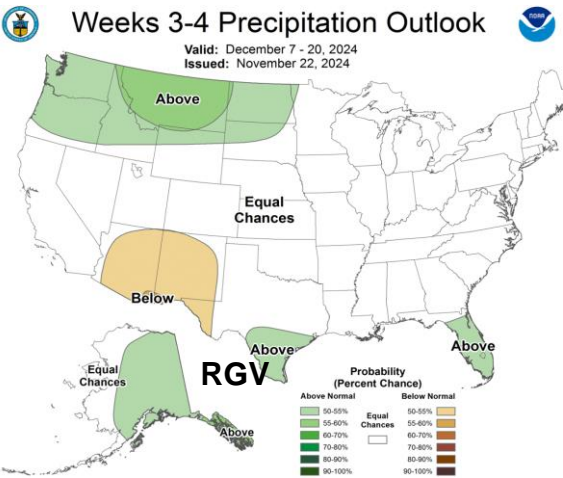 Weeks 3-4 Precipitation Outlook
Valid: December 7 - 20, 2024
Issued: November 22, 2024
NOAA
Above
Equal
Chances
Below
Above
Above
RGV
Equal
Chances
Above
Probability
(Percent Chance)
Above Normal
Below Normal
50-55%
55-60%
60-70%
70-80%
80-90%
90-100%
Equal
Chances
50-55%
55-60%
60-70%
70-80%
80-90%
90-100%